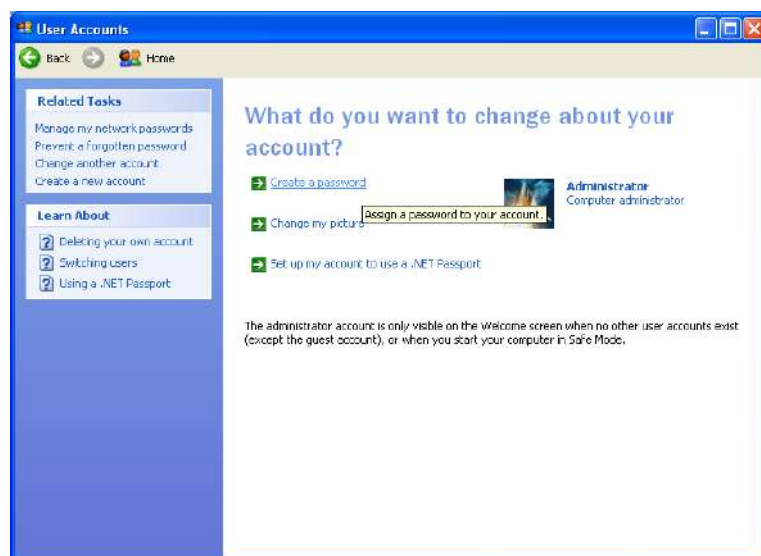 User Accounts
Back Home
Related Tasks
Manage my network passwords
Prevent a forgotten password
Change another account
Create a new account
Learn About
Deleting your own account
Switching users
Using a .NET Passport
What do you want to change about your
account?
Create a password
Assign a password to your account.
Change my picture
Set up my account to use a .NET Passport
Administrator
Computer administrator
The administrator account is only visible on the Welcome screen when no other user accounts exist
(except the guest account), or when you start your computer in Safe Mode.